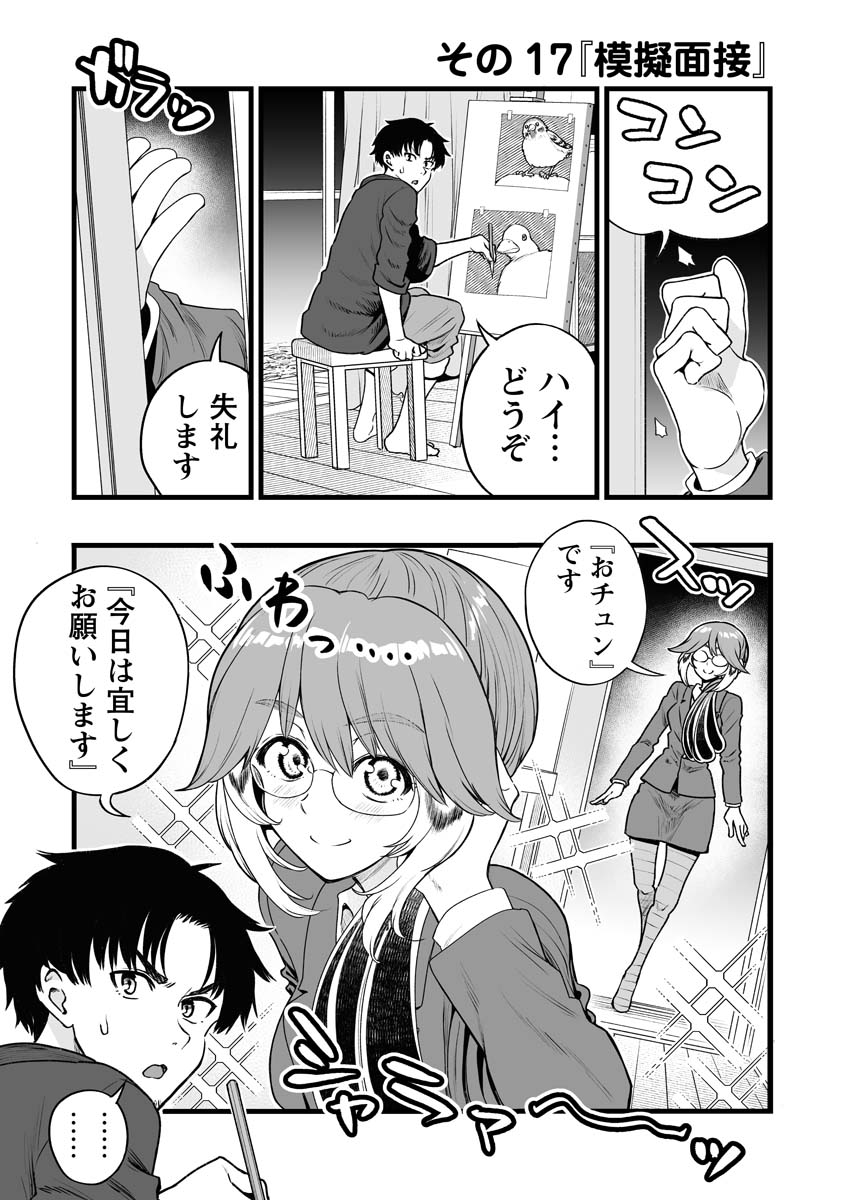 その17『模擬面接』
コン
コン
ハイ…
どうぞ
ガラッ
失礼
します
スッ
『おチュン』
です
ふわっ……
『今日は宜しく
お願いします』
シャラァ〜〜
……
……